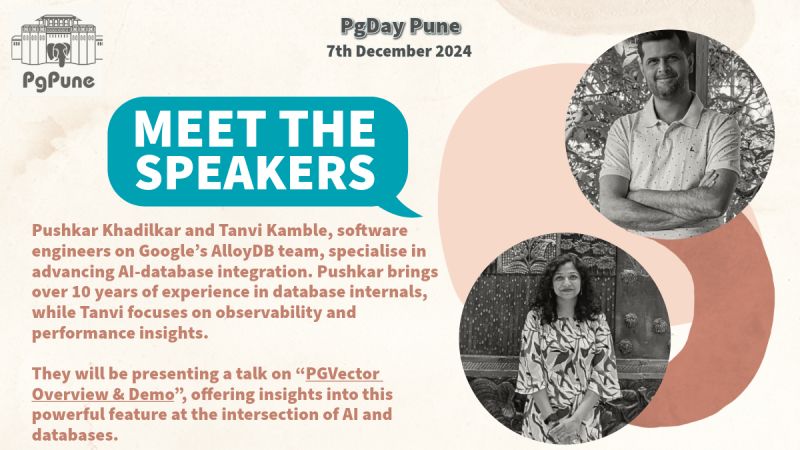 PgPune
PgDay Pune
7th December 2024
MEET THE
SPEAKERS
Pushkar Khadilkar and Tanvi Kamble, software
engineers on Google’s AlloyDB team, specialise in
advancing AI-database integration. Pushkar brings
over 10 years of experience in database internals,
while Tanvi focuses on observability and
performance insights.
They will be presenting a talk on “PGVector
Overview & Demo”, offering insights into this
powerful feature at the intersection of AI and
databases.